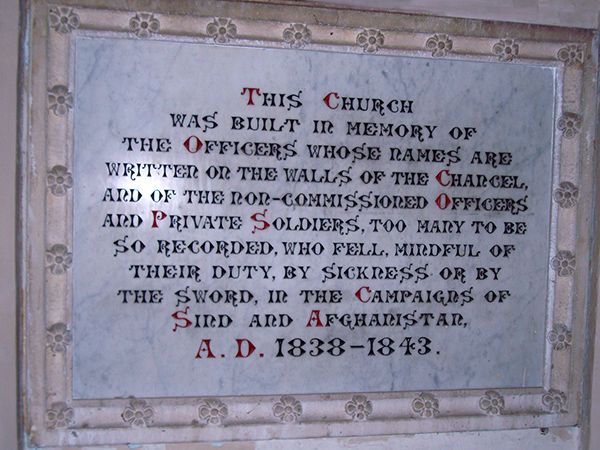 This Church
was built in memory of
the Officers whose names are
written on the walls of the Chancel,
and of the non-commissioned Officers
and Private Soldiers, too many to be
so recorded, who fell, mindful of
their duty, by sickness or by
the sword, in the Campaigns of
Sind and Afghanistan,
A. D. 1838-1843.